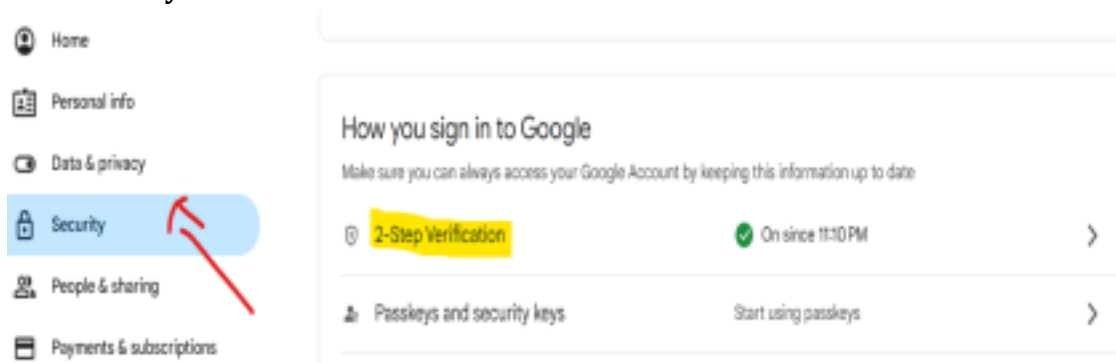 Home
Personal info
Data & privacy
Security
People & sharing
Payments & subscriptions
How you sign in to Google
Make sure you can always access your Google Account by keeping this information up to date
2-Step Verification
On since 11:10 PM
Passkeys and security keys
Start using passkeys